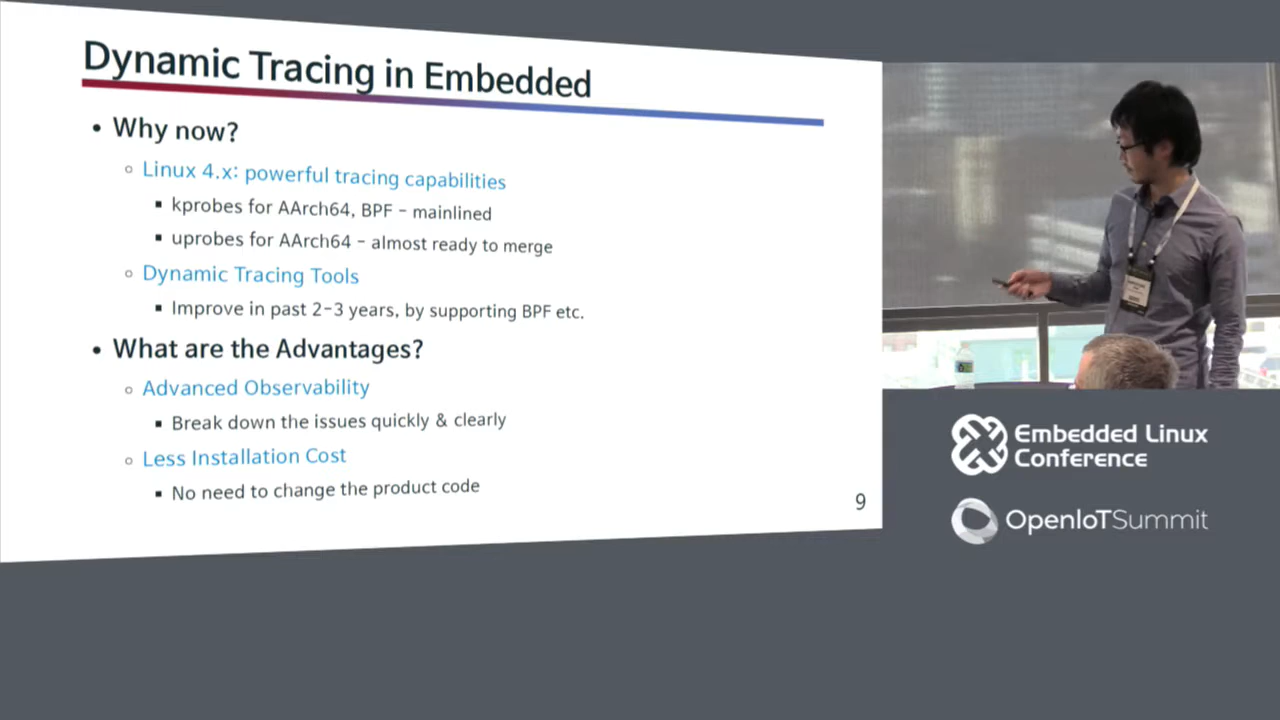 Dynamic Tracing in Embedded
• Why now?
○ Linux 4.x: powerful tracing capabilities
▪ kprobes for AArch64, BPF - mainlined
▪ uprobes for AArch64 - almost ready to merge
○ Dynamic Tracing Tools
▪ Improve in past 2-3 years, by supporting BPF etc.
• What are the Advantages?
○ Advanced Observability
▪ Break down the issues quickly & clearly
○ Less Installation Cost
▪ No need to change the product code
9
Embedded Linux
Conference
OpenIoTSummit